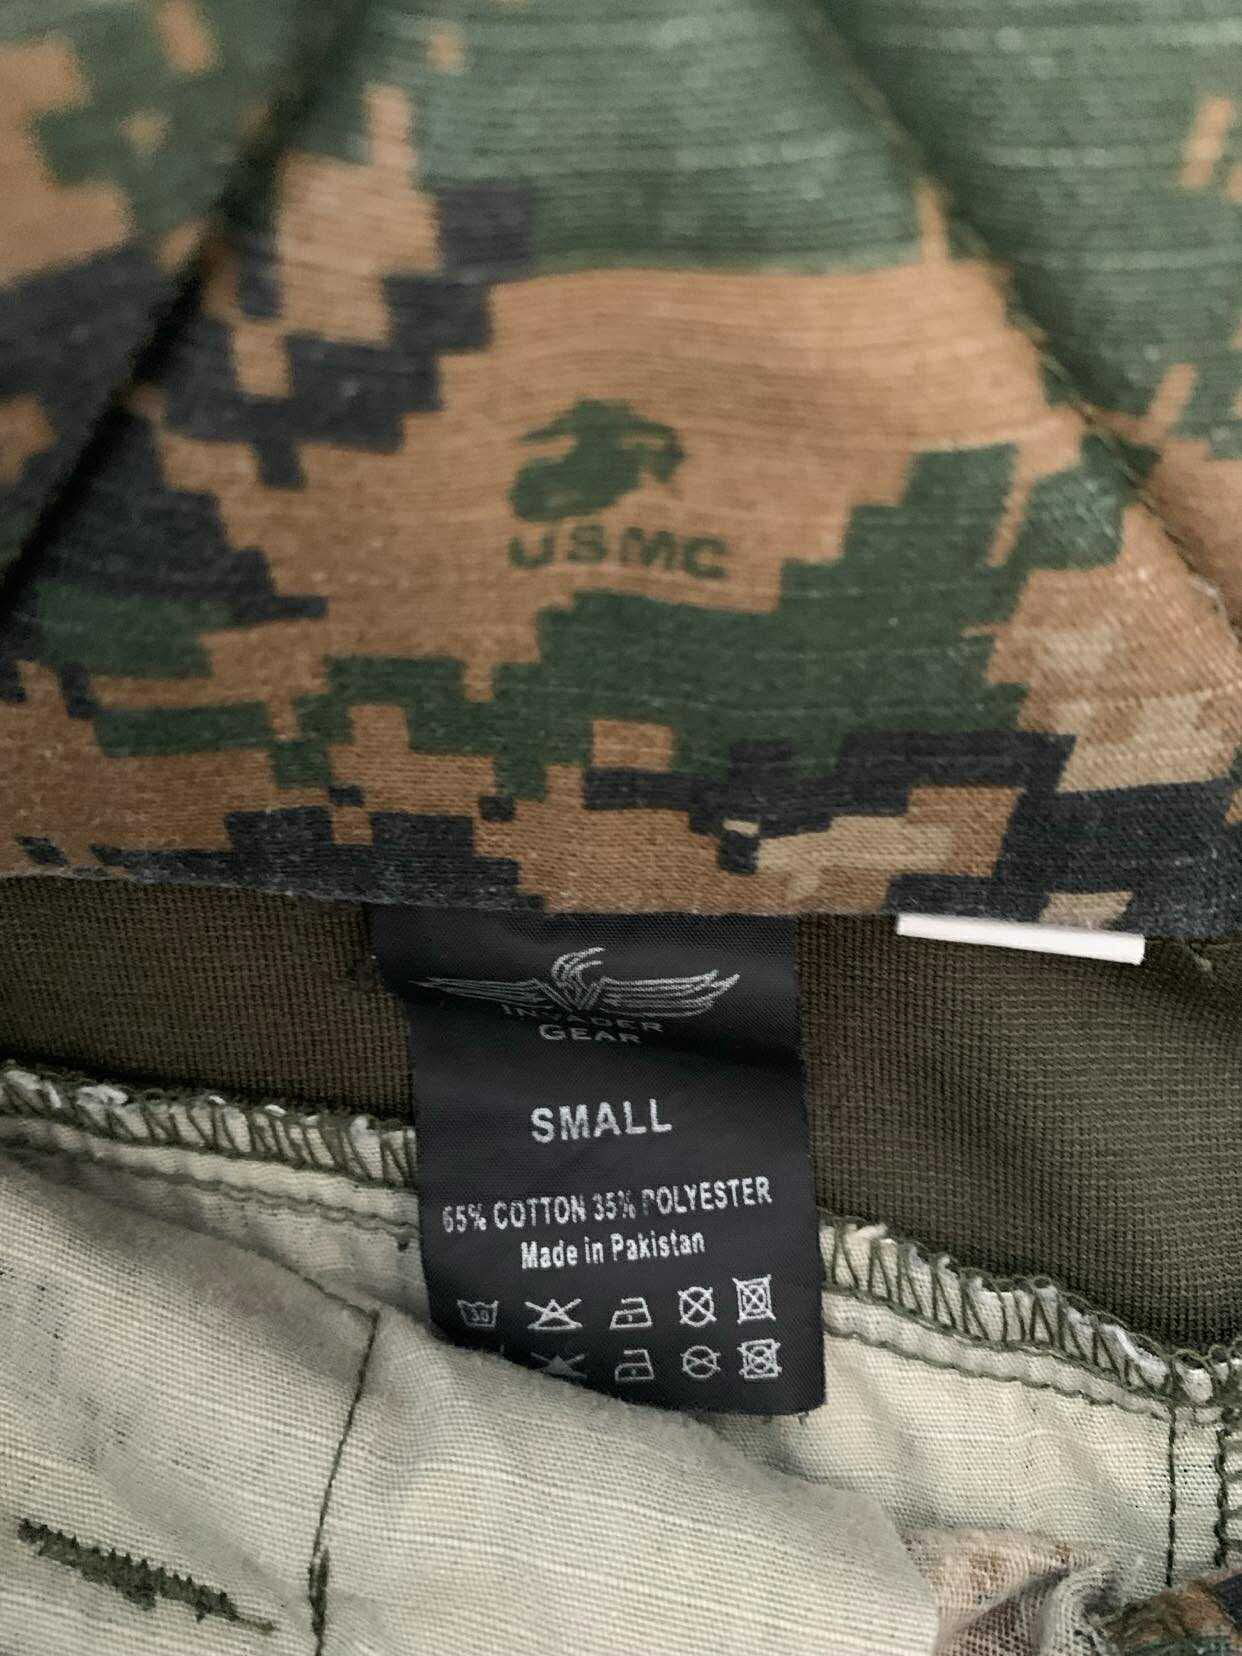 USMC
INVADER
GEAR
SMALL
65% COTTON 35% POLYESTER
Made in Pakistan
30